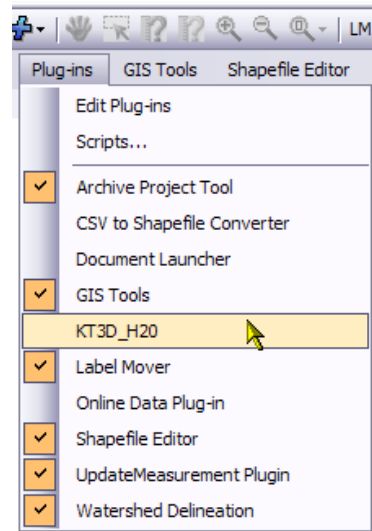 LM
Plug-ins GIS Tools Shapefile Editor
Edit Plug-ins
Scripts...
Archive Project Tool
CSV to Shapefile Converter
Document Launcher
GIS Tools
KT3D_H20
Label Mover
Online Data Plug-in
Shapefile Editor
UpdateMeasurement Plugin
Watershed Delineation